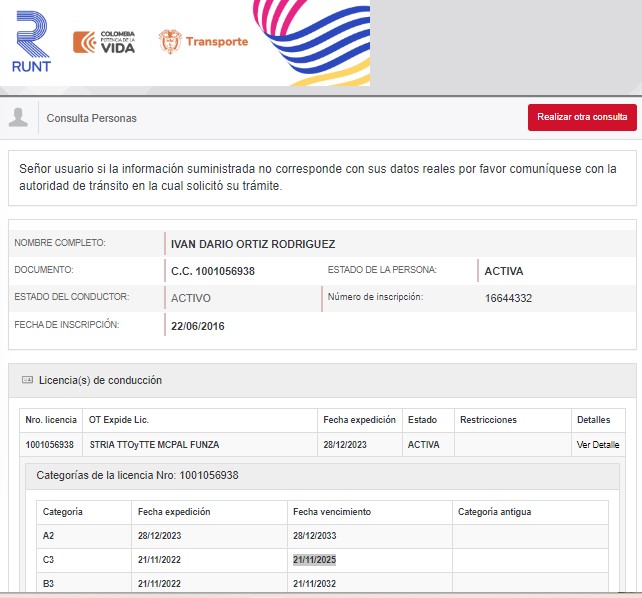 RUNT
COLOMBIA
POTENCIA DE LA
VIDA
Transporte
Consulta Personas
Realizar otra consulta
Señor usuario si la información suministrada no corresponde con sus datos reales por favor comuníquese con la
autoridad de tránsito en la cual solicitó su trámite.
NOMBRE COMPLETO: IVAN DARIO ORTIZ RODRIGUEZ
DOCUMENTO: C.C. 1001056938 ESTADO DE LA PERSONA: ACTIVA
ESTADO DEL CONDUCTOR: ACTIVO Número de inscripción: 16644332
FECHA DE INSCRIPCIÓN: 22/06/2016
Licencia(s) de conducción
Nro. licencia OT Expide Lic. Fecha expedición Estado Restricciones Detalles
1001056938 STRIA TTOyTTE MCPAL FUNZA 28/12/2023 ACTIVA Ver Detalle
Categorías de la licencia Nro: 1001056938
Categoría Fecha expedición Fecha vencimiento Categoría antigua
A2 28/12/2023 28/12/2033
C3 21/11/2022 21/11/2025
B3 21/11/2022 21/11/2032